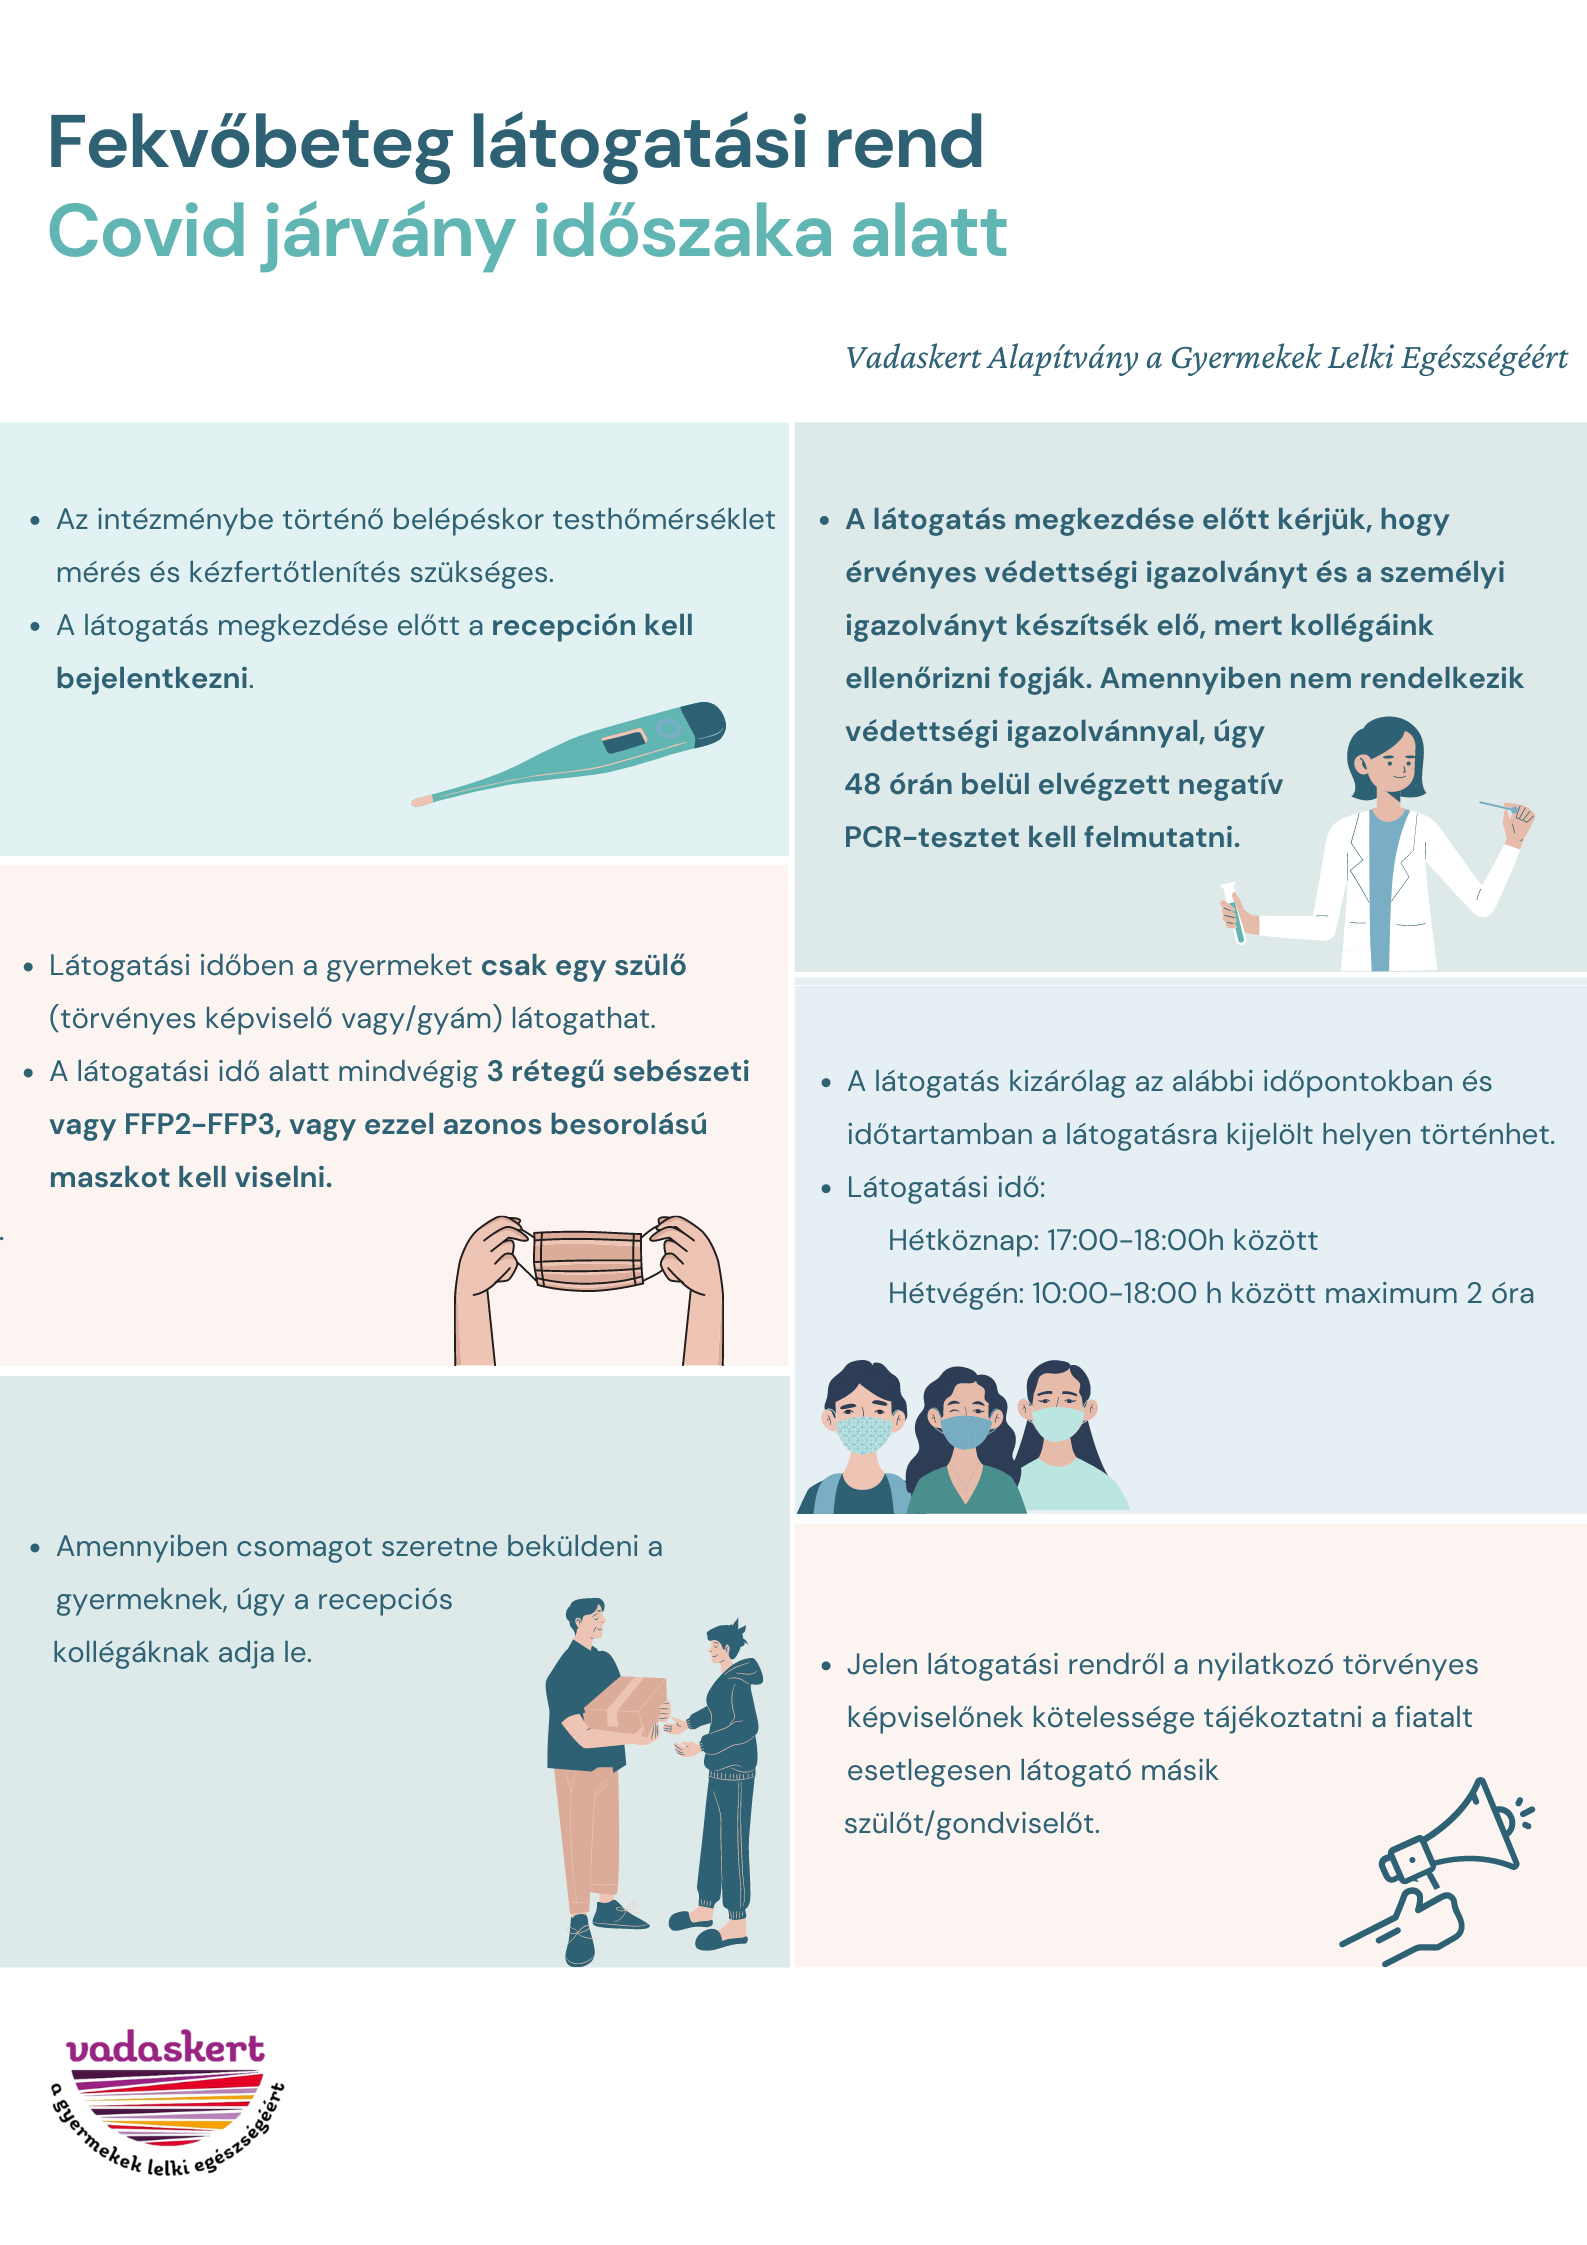 Fekvőbeteg látogatási rend
Covid járvány időszaka alatt
Vadaskert Alapítvány a Gyermekek Lelki Egészségéért
• Az intézménybe történő belépéskor testhőmérséklet
mérés és kézfertőtlenítés szükséges.
• A látogatás megkezdése előtt a recepción kell
bejelentkezni.
• A látogatás megkezdése előtt kérjük, hogy
érvényes védettségi igazolványt és a személyi
igazolványt készítsék elő, mert kollégáink
ellenőrizni fogják. Amennyiben nem rendelkezik
védettségi igazolvánnyal, úgy
48 órán belül elvégzett negatív
PCR-tesztet kell felmutatni.
• Látogatási időben a gyermeket csak egy szülő
(törvényes képviselő vagy/gyám) látogathat.
• A látogatási idő alatt mindvégig 3 rétegű sebészeti
vagy FFP2-FFP3, vagy ezzel azonos besorolású
maszkot kell viselni.
.
• A látogatás kizárólag az alábbi időpontokban és
időtartamban a látogatásra kijelölt helyen történhet.
• Látogatási idő:
Hétköznap: 17:00-18:00h között
Hétvégén: 10:00-18:00 h között maximum 2 óra
• Amennyiben csomagot szeretne beküldeni a
gyermeknek, úgy a recepciós
kollégáknak adja le.
• Jelen látogatási rendről a nyilatkozó törvényes
képviselőnek kötelessége tájékoztatni a fiatalt
esetlegesen látogató másik
szülőt/gondviselőt.
vadaskert
a gyermekek lelki egészségéért